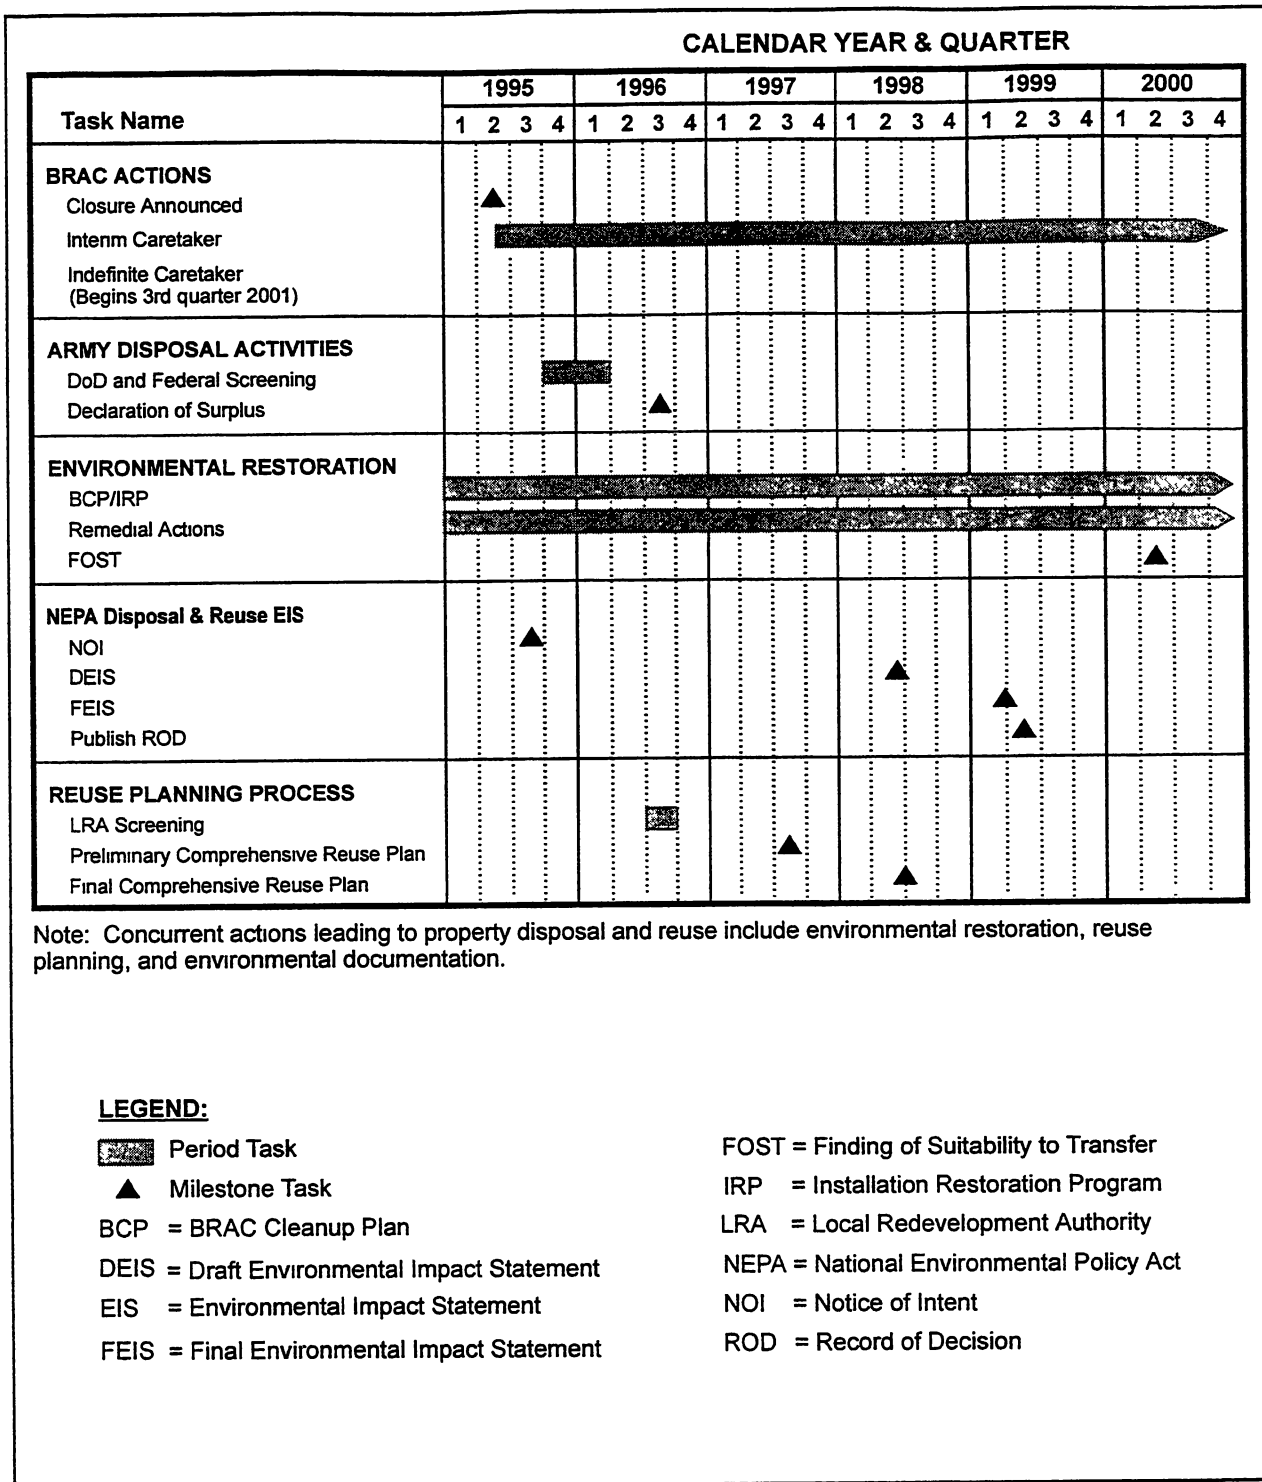 CALENDAR YEAR & QUARTER
Task Name
1995 1996 1997 1998 1999 2000
1 2 3 4 1 2 3 4 1 2 3 4 1 2 3 4 1 2 3 4 1 2 3 4
BRAC ACTIONS
Closure Announced
Intenm Caretaker
Indefinite Caretaker
(Begins 3rd quarter 2001)
ARMY DISPOSAL ACTIVITIES
DoD and Federal Screening
Declaration of Surplus
ENVIRONMENTAL RESTORATION
BCP/IRP
Remedial Actions
FOST
NEPA Disposal & Reuse EIS
NOI
DEIS
FEIS
Publish ROD
REUSE PLANNING PROCESS
LRA Screening
Preliminary Comprehensive Reuse Plan
Final Comprehensive Reuse Plan
Note: Concurrent actions leading to property disposal and reuse include environmental restoration, reuse
planning, and environmental documentation.
LEGEND:
Period Task
Milestone Task
BCP = BRAC Cleanup Plan
DEIS = Draft Environmental Impact Statement
EIS = Environmental Impact Statement
FEIS = Final Environmental Impact Statement
FOST = Finding of Suitability to Transfer
IRP = Installation Restoration Program
LRA = Local Redevelopment Authority
NEPA = National Environmental Policy Act
NOI = Notice of Intent
ROD = Record of Decision